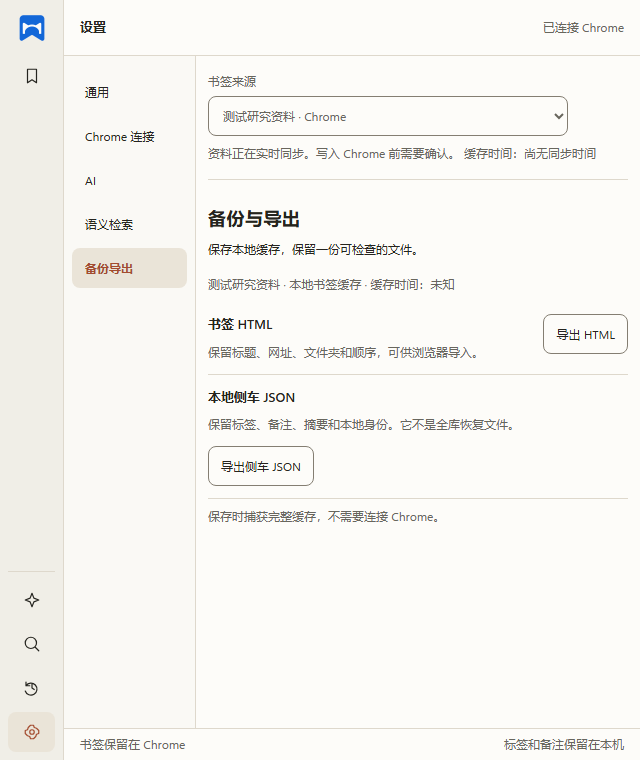 设置
已连接 Chrome
通用
Chrome 连接
AI
语义检索
备份导出
书签来源
测试研究资料 · Chrome
资料正在实时同步。写入 Chrome 前需要确认。 缓存时间：尚无同步时间
备份与导出
保存本地缓存，保留一份可检查的文件。
测试研究资料 · 本地书签缓存 · 缓存时间：未知
书签 HTML
导出 HTML
保留标题、网址、文件夹和顺序，可供浏览器导入。
本地侧车 JSON
保留标签、备注、摘要和本地身份。它不是全库恢复文件。
导出侧车 JSON
保存时捕获完整缓存，不需要连接 Chrome。
书签保留在 Chrome
标签和备注保留在本机